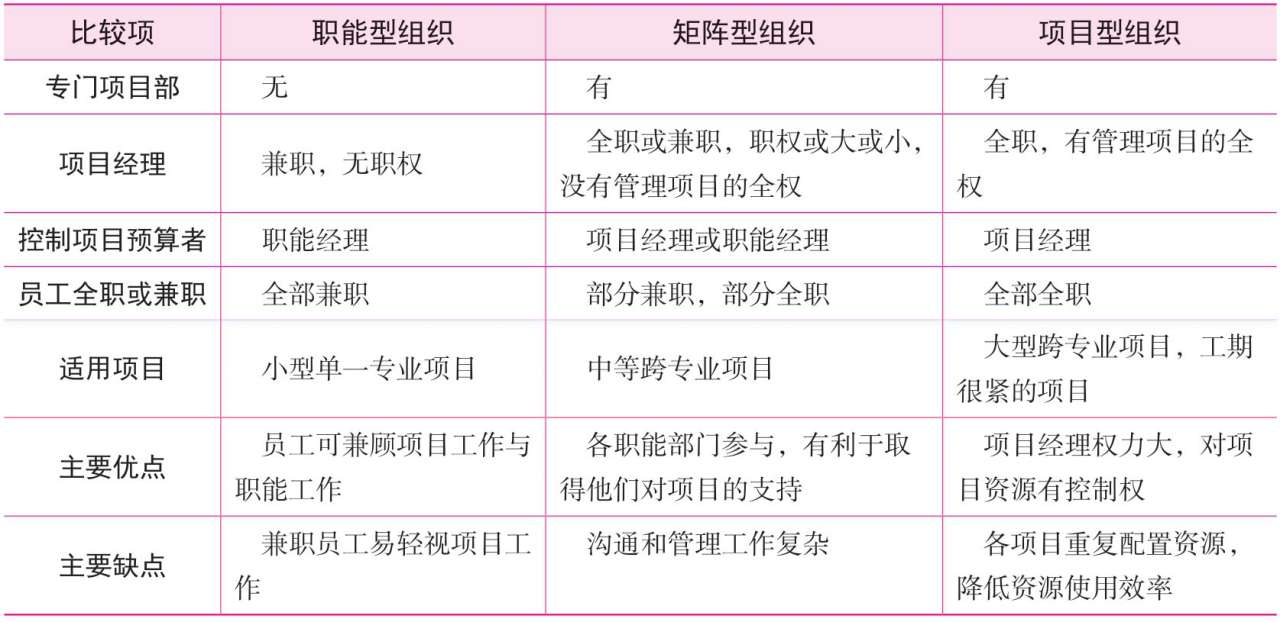 比较项 职能型组织 矩阵型组织 项目型组织
专门项目部 无 有 有
项目经理 兼职，无职权 全职或兼职，职权或大或小，没有管理项目的全权 全职，有管理项目的全权
控制项目预算者 职能经理 项目经理或职能经理 项目经理
员工全职或兼职 全部兼职 部分兼职，部分全职 全部全职
适用项目 小型单一专业项目 中等跨专业项目 大型跨专业项目，工期很紧的项目
主要优点 员工可兼顾项目工作与职能工作 各职能部门参与，有利于取得他们对项目的支持 项目经理权力大，对项目资源有控制权
主要缺点 兼职员工易轻视项目工作 沟通和管理工作复杂 各项目重复配置资源，降低资源使用效率